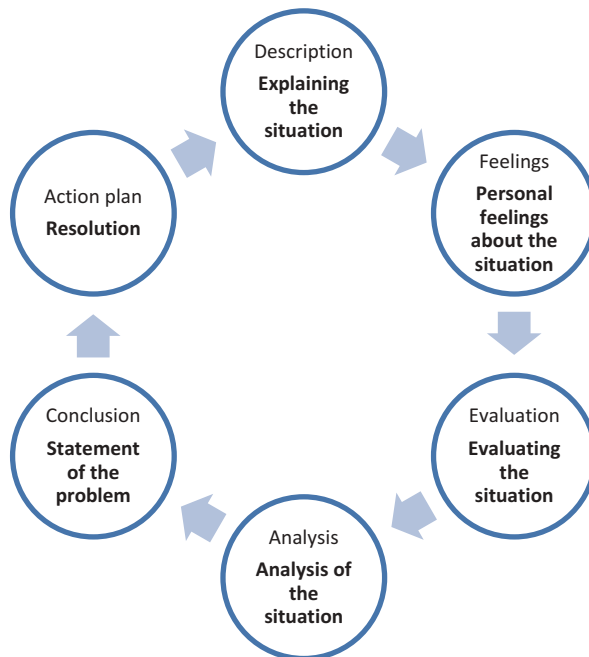 Description
Explaining
the
situation
Feelings
Personal
feelings
about the
situation
Evaluation
Evaluating
the
situation
Analysis
Analysis of
the
situation
Conclusion
Statement
of the
problem
Action plan
Resolution